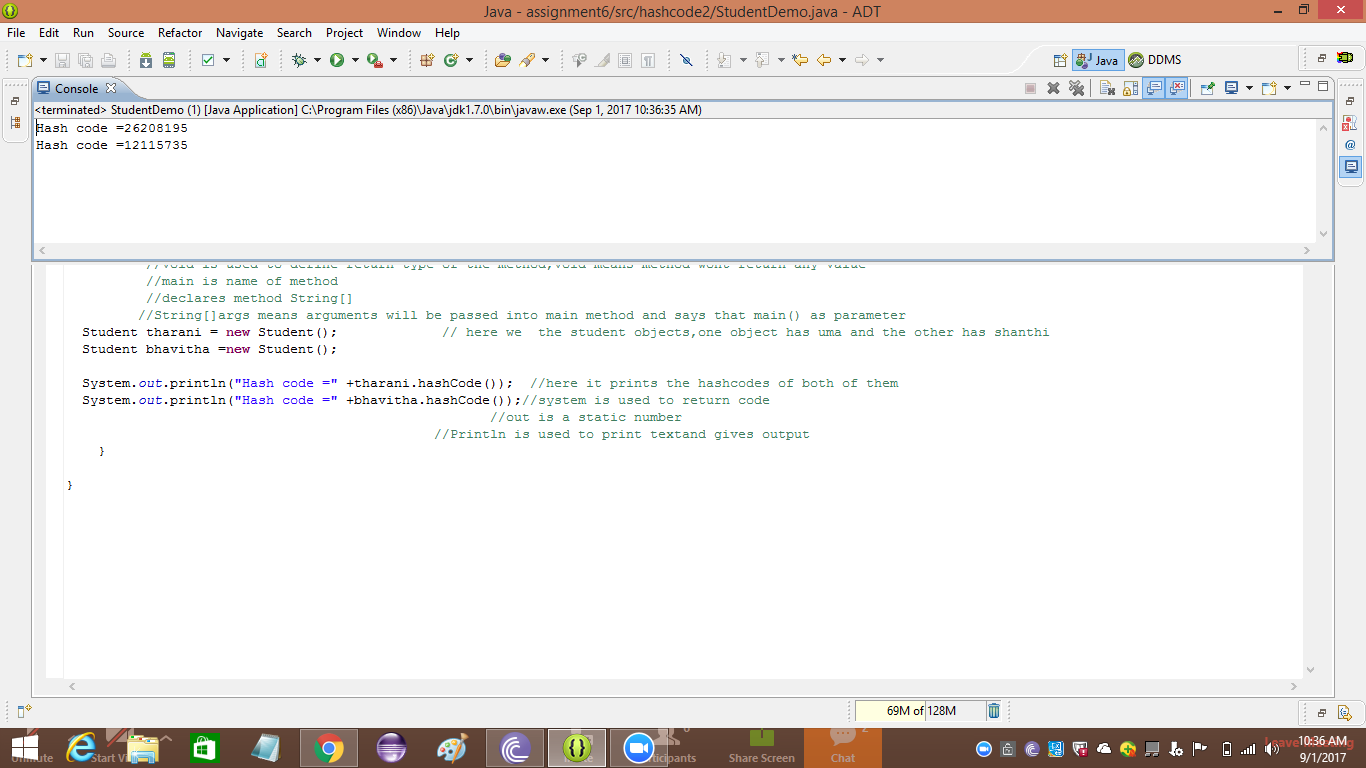 Java - assignment6/src/hashcode2/StudentDemo.java - ADT
File Edit Run Source Refactor Navigate Search Project Window Help
Java DDMS
Console
<terminated> StudentDemo (1) [Java Application] C:\Program Files (x86)\Java\jdk1.7.0\bin\javaw.exe (Sep 1, 2017 10:36:35 AM)
Hash code =26208195
Hash code =12115735
//void is used to define return type of the method,void means method wont return any value
//main is name of method
//declares method String[]
//String[]args means arguments will be passed into main method and says that main() as parameter
Student tharani = new Student(); // here we the student objects,one object has uma and the other has shanthi
Student bhavitha =new Student();
System.out.println("Hash code =" +tharani.hashCode()); //here it prints the hashcodes of both of them
System.out.println("Hash code =" +bhavitha.hashCode());//system is used to return code
//out is a static number
//Println is used to print textand gives output
}
}
69M of 128M
Share Screen
Chat
2
10:36 AM
9/1/2017